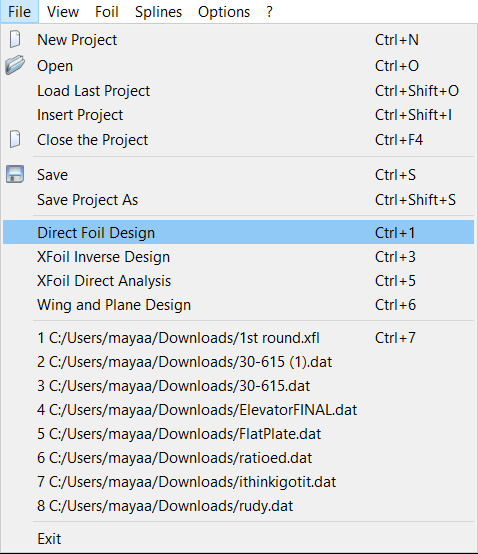 File View Foil Splines Options ?
New Project Ctrl+N
Open Ctrl+O
Load Last Project Ctrl+Shift+O
Insert Project Ctrl+Shift+I
Close the Project Ctrl+F4
Save Ctrl+S
Save Project As Ctrl+Shift+S
Direct Foil Design Ctrl+1
XFoil Inverse Design Ctrl+3
XFoil Direct Analysis Ctrl+5
Wing and Plane Design Ctrl+6
1 C:/Users/mayaa/Downloads/1st round.xfl Ctrl+7
2 C:/Users/mayaa/Downloads/30-615 (1).dat
3 C:/Users/mayaa/Downloads/30-615.dat
4 C:/Users/mayaa/Downloads/ElevatorFINAL.dat
5 C:/Users/mayaa/Downloads/FlatPlate.dat
6 C:/Users/mayaa/Downloads/ratioed.dat
7 C:/Users/mayaa/Downloads/ithinkigotit.dat
8 C:/Users/mayaa/Downloads/rudy.dat
Exit